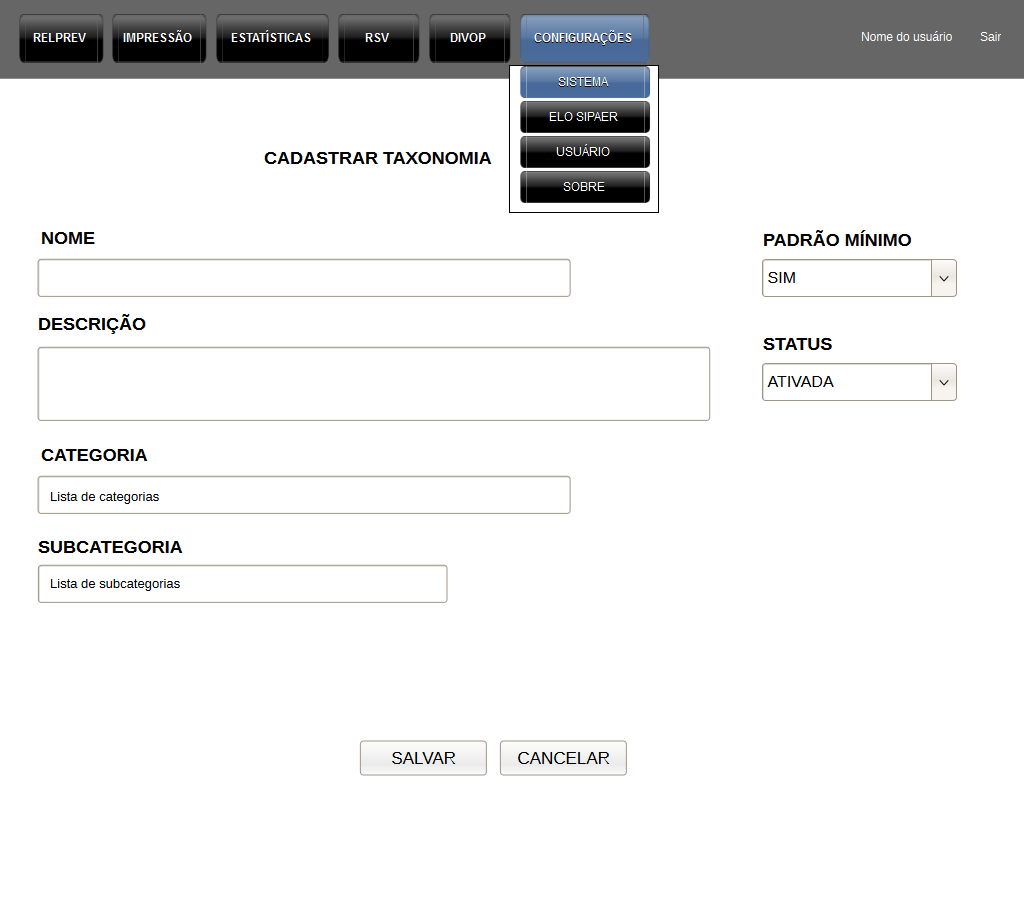 RELPREV
IMPRESSÃO
ESTATÍSTICAS
RSV
DIVOP
CONFIGURAÇÕES
Nome do usuário
Sair
SISTEMA
ELO SIPAER
USUÁRIO
SOBRE
CADASTRAR TAXONOMIA
NOME
PADRÃO MÍNIMO
SIM
DESCRIÇÃO
STATUS
ATIVADA
CATEGORIA
Lista de categorias
SUBCATEGORIA
Lista de subcategorias
SALVAR
CANCELAR